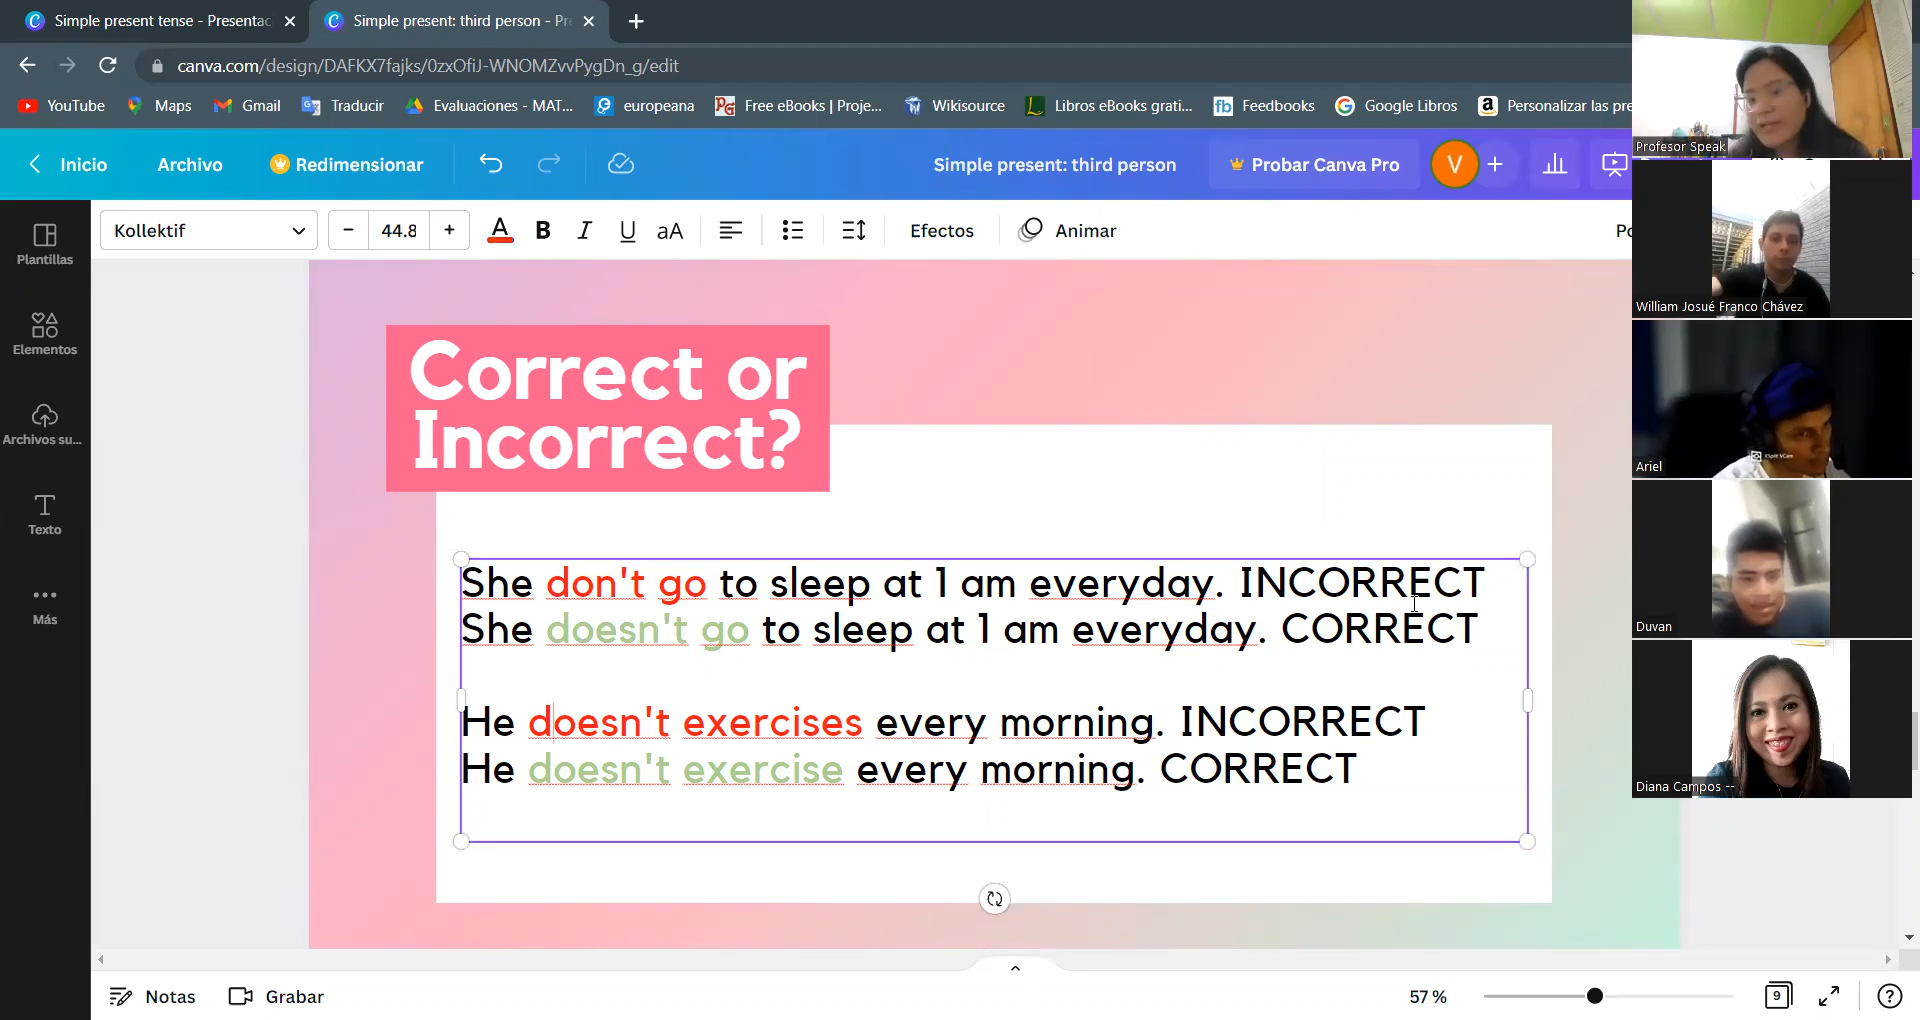 Simple present tense - Presentac
Simple present: third person - Pr
canva.com/design/DAFKX7fajks/0zxOfiJ-WNOMZvvPygDn_g/edit
YouTube
Maps
Gmail
Traducir
Evaluaciones - MAT...
europeana
Free eBooks | Proje...
Wikisource
Libros eBooks grati...
Feedbooks
Google Libros
Personalizar las pre
Inicio
Archivo
Redimensionar
Simple present: third person
Probar Canva Pro
V
Kollektif
44.8
A
B
I
U
aA
Efectos
Animar
Po
Plantillas
Elementos
Archivos su...
Texto
Más
Correct or
Incorrect?
She don't go to sleep at 1 am everyday. INCORRECT
She doesn't go to sleep at 1 am everyday. CORRECT
He doesn't exercises every morning. INCORRECT
He doesn't exercise every morning. CORRECT
Profesor Speak
William Josué Franco Chávez
XSplit VCam
Ariel
Duvan
Diana Campos --
Notas
Grabar
57 %
9